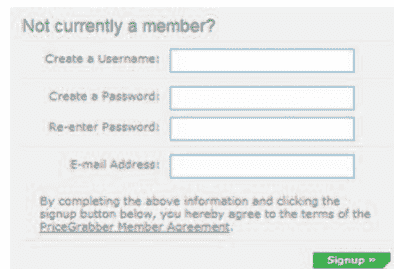 Not currently a member?
Create a Username:
Create a Password:
Re-enter Password:
E-mail Address:
By completing the above information and clicking the
signup button below, you hereby agree to the terms of the
PriceGrabber Member Agreement.
Signup »